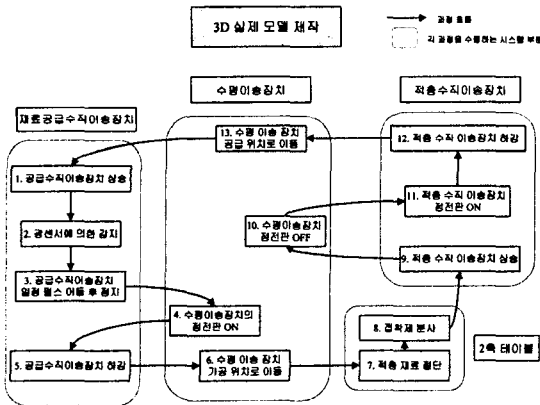 3D 실제 모델 제작
과정 흐름
각 과정을 수행하는 시스템 부분
수평이송장치
적층수직이송장치
재료공급수직이송장치
13. 수평 이송 장치
공급 위치로 이동
12. 적층 수직 이송장치 하강
1. 공급수직이송장치 상승
11. 적층 수직 이송장치
정전판 ON
2. 광센서에 의한 감지
10. 수평이송장치
정전판 OFF
9. 적층 수직 이송장치 상승
3. 공급수직이송장치
일정 펄스 이동 후 정지
4. 수평이송장치의
정전판 ON
8. 접착제 분사
2축 테이블
5. 공급수직이송장치 하강
6. 수평 이송 장치
가공 위치로 이동
7. 적층 재료 절단